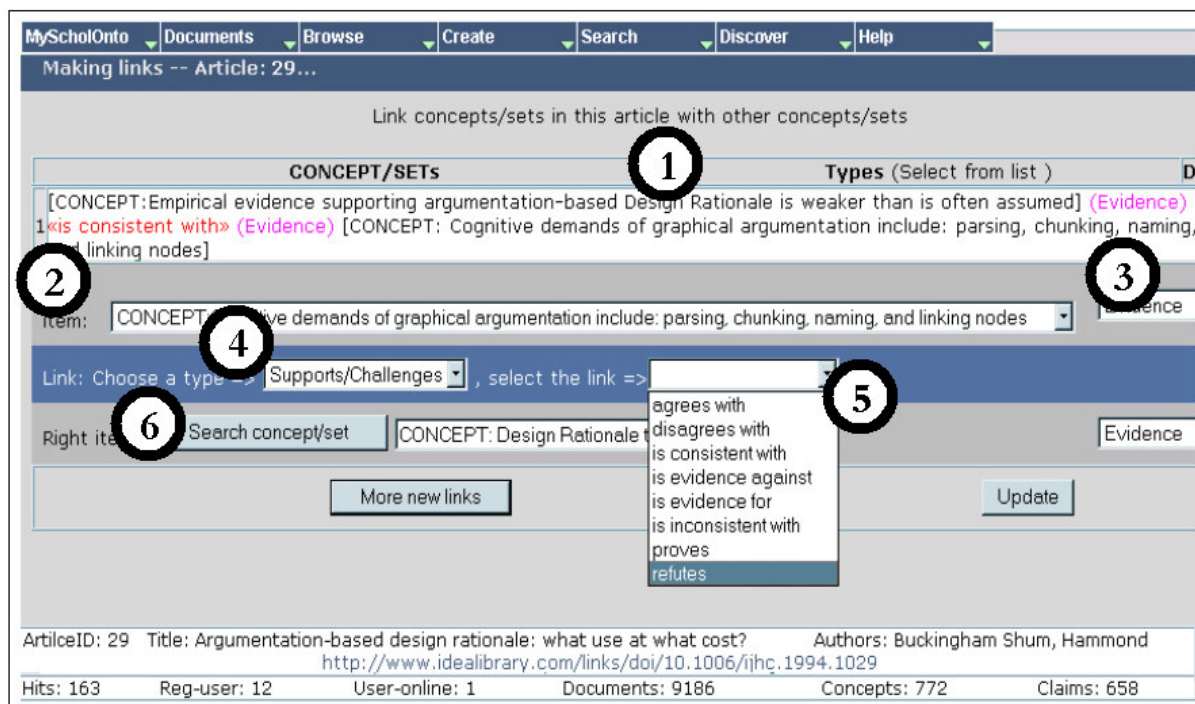 MyScholOnto Documents Browse Create Search Discover Help
Making links -- Article: 29...
Link concepts/sets in this article with other concepts/sets
1
CONCEPT/SETs Types (Select from list ) D
[CONCEPT:Empirical evidence supporting argumentation-based Design Rationale is weaker than is often assumed] (Evidence)
1 «is consistent with» (Evidence) [CONCEPT: Cognitive demands of graphical argumentation include: parsing, chunking, naming,
linking nodes]
2
3
item: CONCEPT demands of graphical argumentation include: parsing, chunking, naming, and linking nodes
4
Link: Choose a type => Supports/Challenges , select the link =>
5
agrees with
6
Right Search concept/set CONCEPT: Design Rationale Evidence
disagrees with
is consistent with
is evidence against
is evidence for
is inconsistent with
proves
refutes
More new links Update
ArtilceID: 29 Title: Argumentation-based design rationale: what use at what cost? Authors: Buckingham Shum, Hammond
http://www.idealibrary.com/links/doi/10.1006/ijhc.1994.1029
Hits: 163 Reg-user: 12 User-online: 1 Documents: 9186 Concepts: 772 Claims: 658